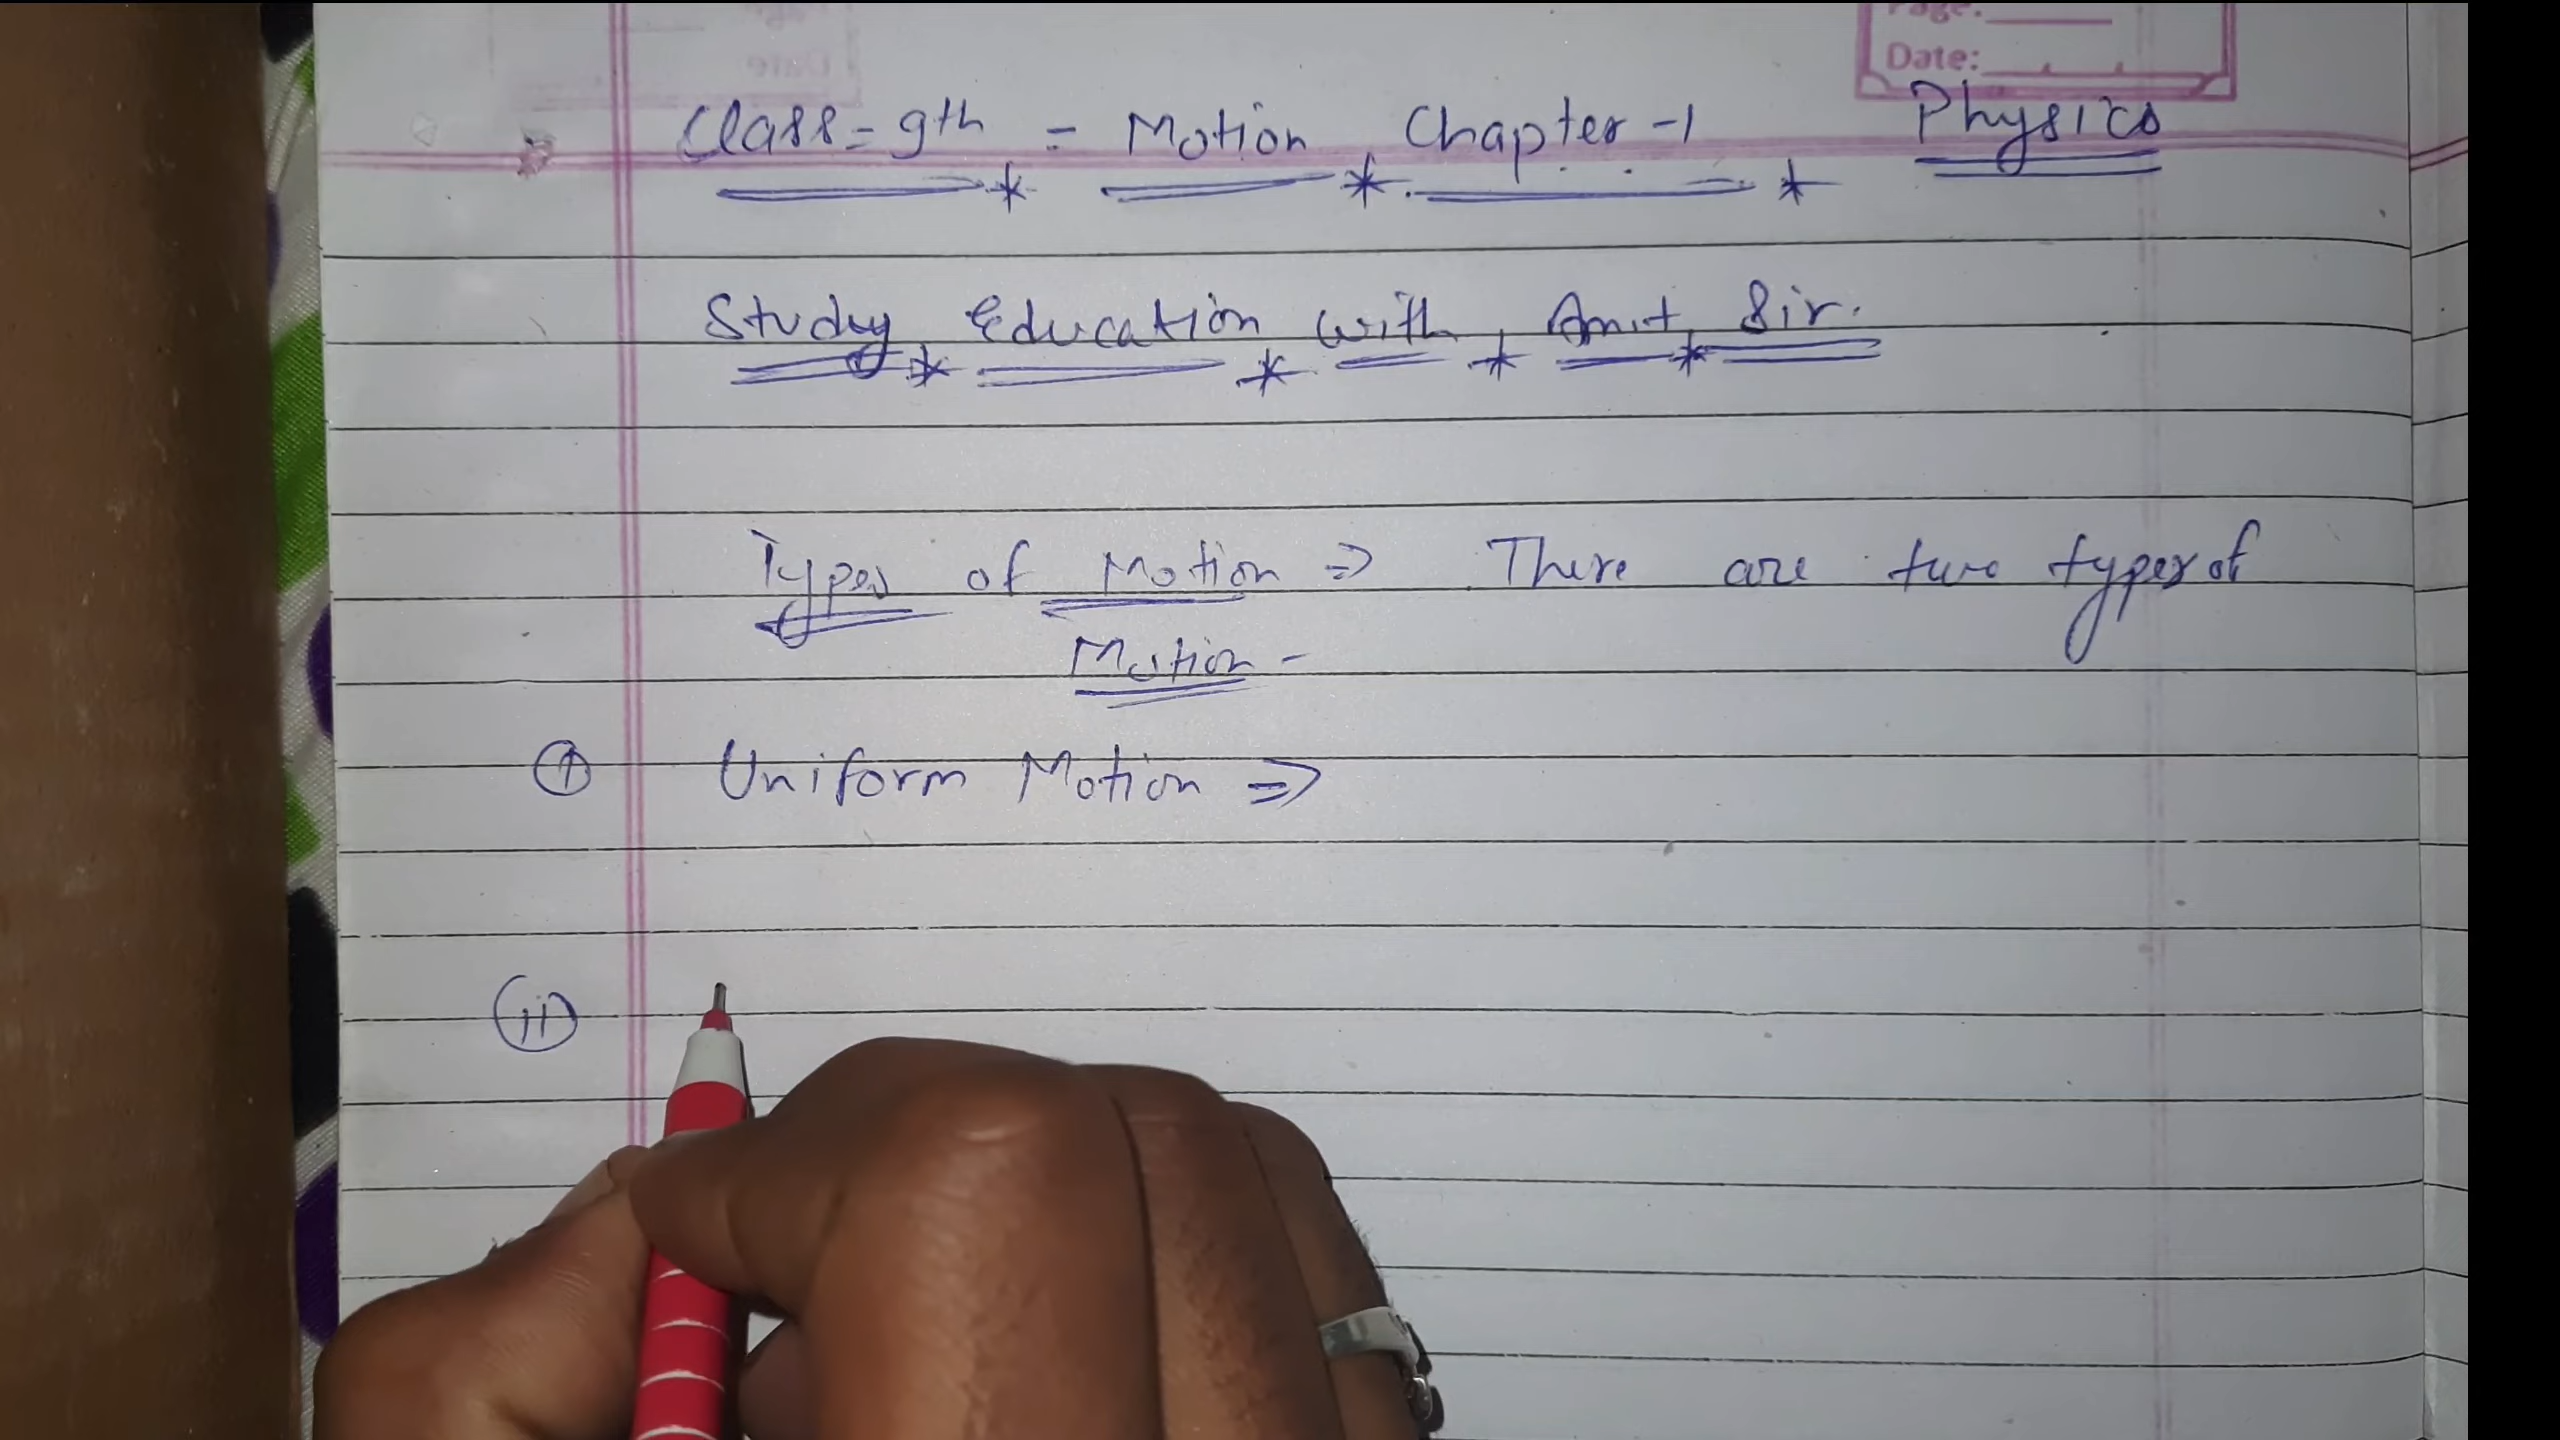 Page:
Date:
Class = 9th = Motion Chapter -1 Physics
Study Education with Amit Sir.
Types of Motion ⇒ There are two types of
Motion -
(i) Uniform Motion ⇒
(ii)